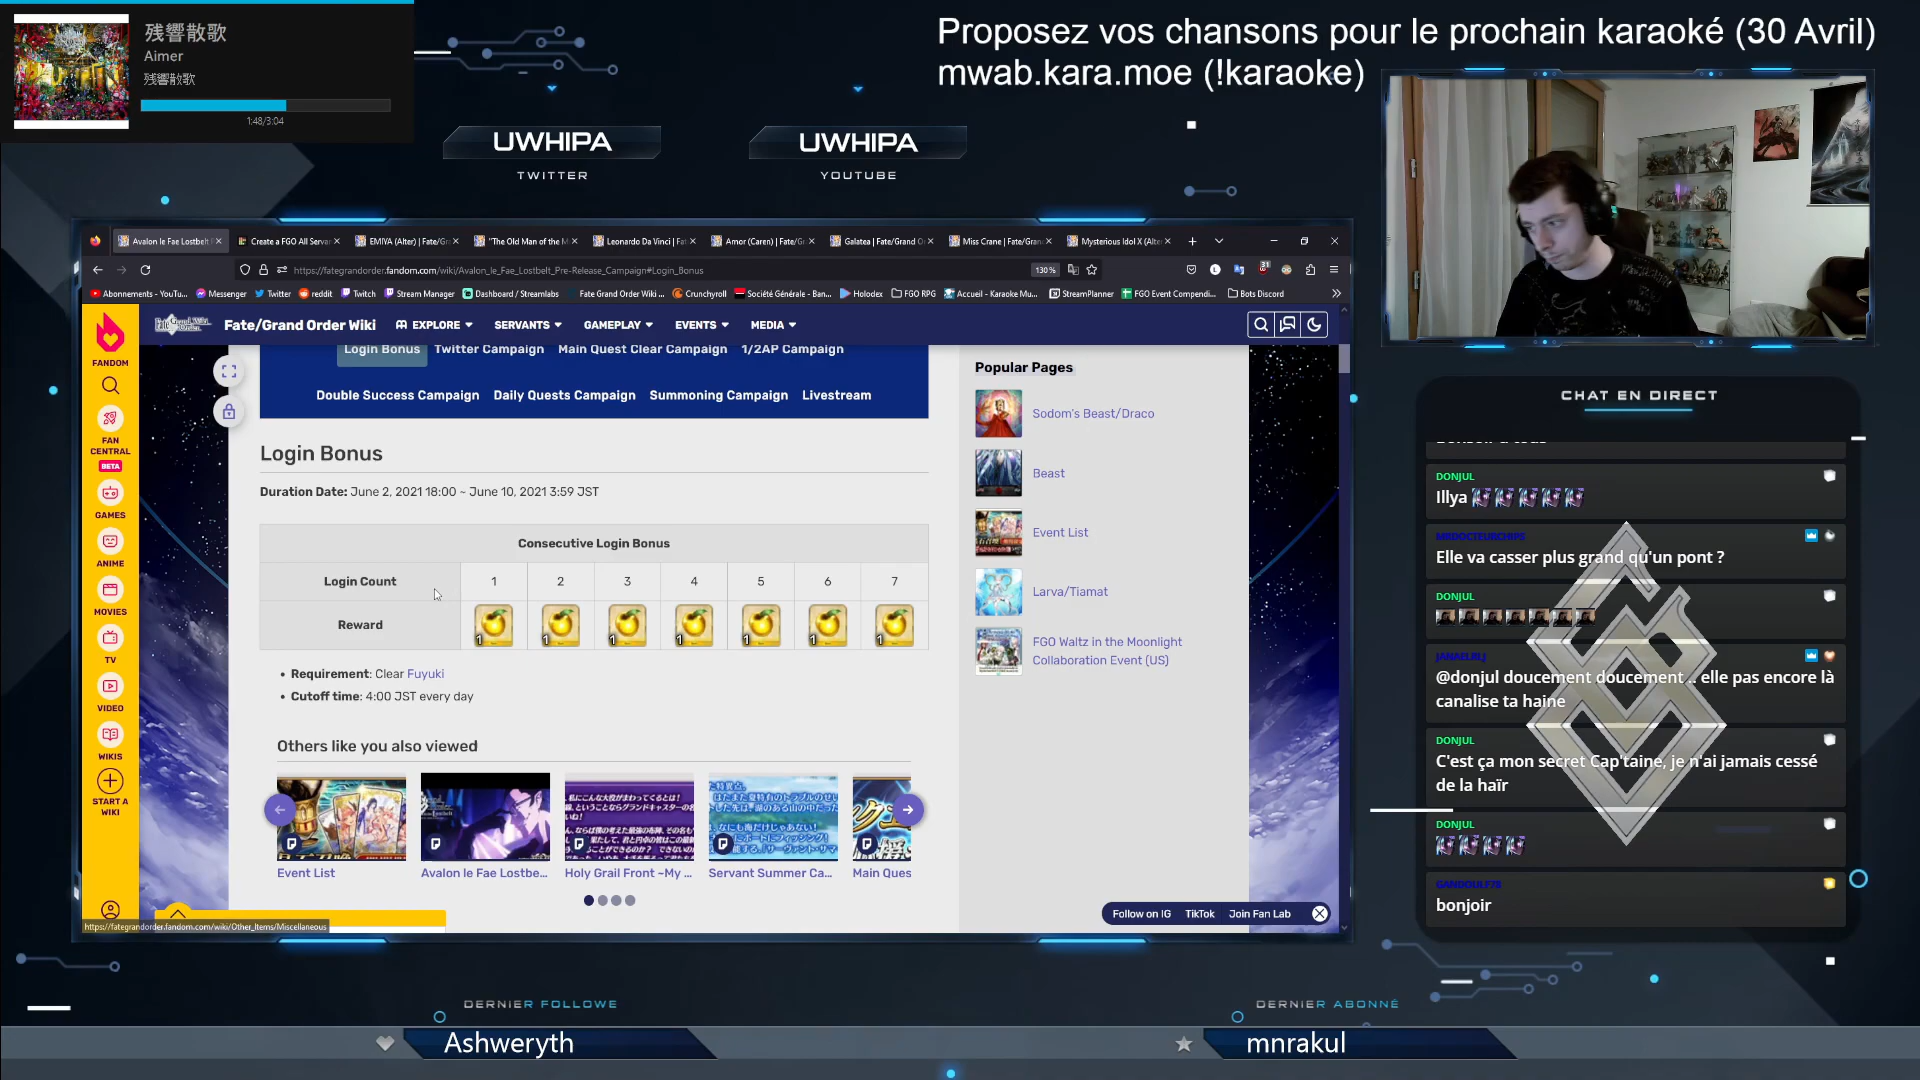 残響散歌
Aimer
残響散歌
1:48/3:04
Proposez vos chansons pour le prochain karaoké (30 Avril)
mwab.kara.moe (!karaoke)
UWHIPA
TWITTER
UWHIPA
YOUTUBE
Avalon le Fae Lostbelt
Create a FGO All Servan
EMIYA (Alter) | Fate/Gr
"The Old Man of the M
Leonardo Da Vinci | Fat
Amor (Caren) | Fate/G
Galatea | Fate/Grand O
Miss Crane | Fate/Gran
Mysterious Idol X (Alte
https://fategrandorder.fandom.com/wiki/Avalon_le_Fae_Lostbelt_Pre-Release_Campaign#Login_Bonus
130%
31
Abonnements - YouTu...
Messenger
Twitter
reddit
Twitch
Stream Manager
Dashboard / Streamlabs
Fate Grand Order Wiki ...
Crunchyroll
Société Générale - Ban...
Holodex
FGO RPG
Accueil - Karaoke Mu...
StreamPlanner
FGO Event Compendi...
Bots Discord
Fate/Grand Order Wiki
EXPLORE
SERVANTS
GAMEPLAY
EVENTS
MEDIA
FANDOM
FAN CENTRAL
BETA
GAMES
ANIME
MOVIES
TV
VIDEO
WIKIS
START A WIKI
Login Bonus
Twitter Campaign
Main Quest Clear Campaign
1/2AP Campaign
Double Success Campaign
Daily Quests Campaign
Summoning Campaign
Livestream
Login Bonus
Duration Date: June 2, 2021 18:00 ~ June 10, 2021 3:59 JST
Consecutive Login Bonus
Login Count 1 2 3 4 5 6 7
Reward 1 1 1 1 1 1 1
• Requirement: Clear Fuyuki
• Cutoff time: 4:00 JST every day
Others like you also viewed
Event List
Avalon le Fae Lostbe...
Holy Grail Front ~My ...
Servant Summer Ca...
Main Ques
Popular Pages
Sodom's Beast/Draco
Beast
Event List
Larva/Tiamat
FGO Waltz in the Moonlight
Collaboration Event (US)
Follow on IG
TikTok
Join Fan Lab
https://fategrandorder.fandom.com/wiki/Other_Items/Miscellaneous
CHAT EN DIRECT
DONJUL
Illya
MRDOCTEURCHIPS
Elle va casser plus grand qu'un pont ?
DONJUL
@donjul doucement doucement .. elle pas encore là
canalise ta haine
DONJUL
C'est ça mon secret Cap'taine, je n'ai jamais cessé
de la haïr
DONJUL
GANDOULF78
bonjoir
DERNIER FOLLOWE
Ashweryth
DERNIER ABONNÉ
mnrakul